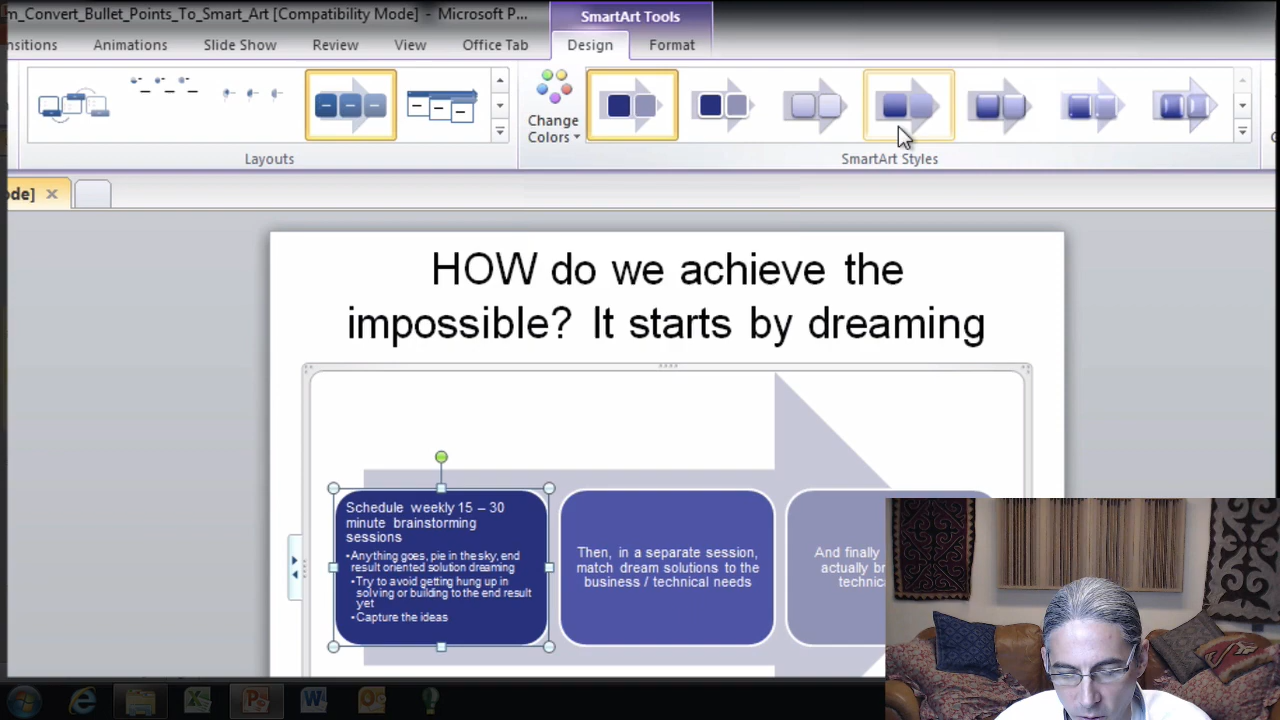 m_Convert_Bullet_Points_To_Smart_Art [Compatibility Mode] - Microsoft P...
SmartArt Tools
nsitions Animations Slide Show Review View Office Tab Design Format
Change
Colors
Layouts
SmartArt Styles
ode]
HOW do we achieve the
impossible? It starts by dreaming
Schedule weekly 15 – 30
minute brainstorming
sessions
•Anything goes, pie in the sky, end
result oriented solution dreaming
•Try to avoid getting hung up in
solving or building to the end result
yet
•Capture the ideas
Then, in a separate session,
match dream solutions to the
business / technical needs
And finally
actually br
technic